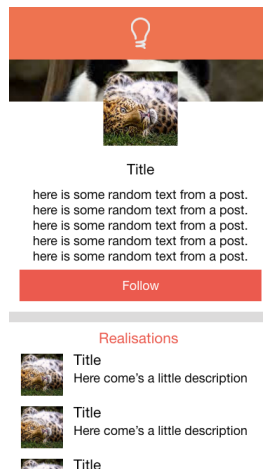 Title
here is some random text from a post.
here is some random text from a post.
here is some random text from a post.
here is some random text from a post.
here is some random text from a post.
Follow
Realisations
Title
Here come's a little description
Title
Here come's a little description
Title